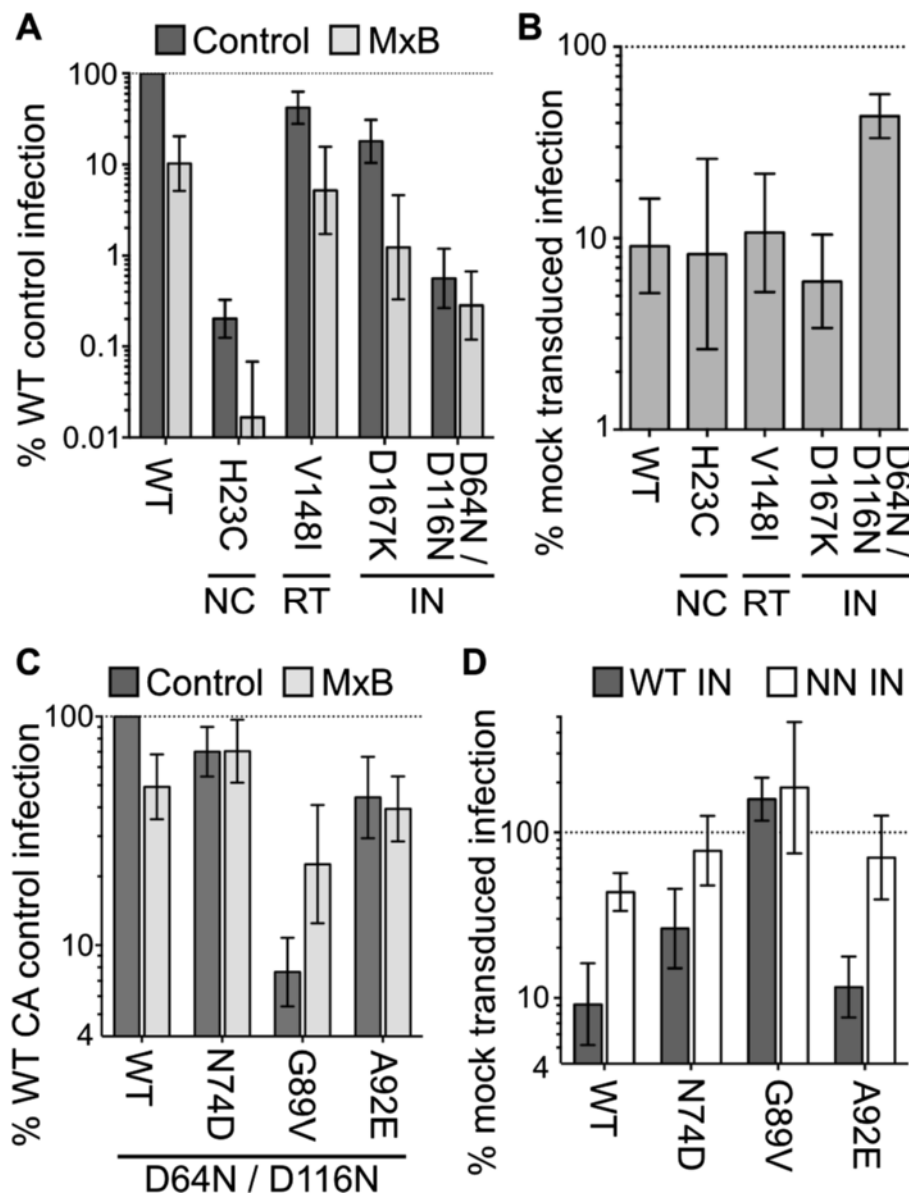 A
Control MxB
% WT control infection
100
10
1
0.1
0.01
WT
H23C
V148I
D167K
D64N /
D116N
NC RT IN
B
% mock transduced infection
100
10
1
WT
H23C
V148I
D167K
D64N /
D116N
NC RT IN
C
Control MxB
% WT CA control infection
100
10
4
WT
N74D
G89V
A92E
D64N / D116N
D
WT IN NN IN
% mock transduced infection
100
10
4
WT
N74D
G89V
A92E